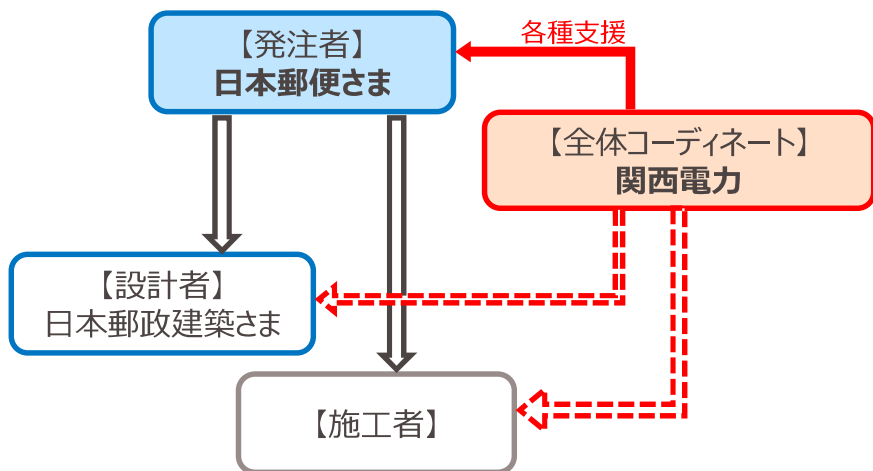 【発注者】
日本郵便さま
各種支援
【全体コーディネート】
関西電力
【設計者】
日本郵政建築さま
【施工者】